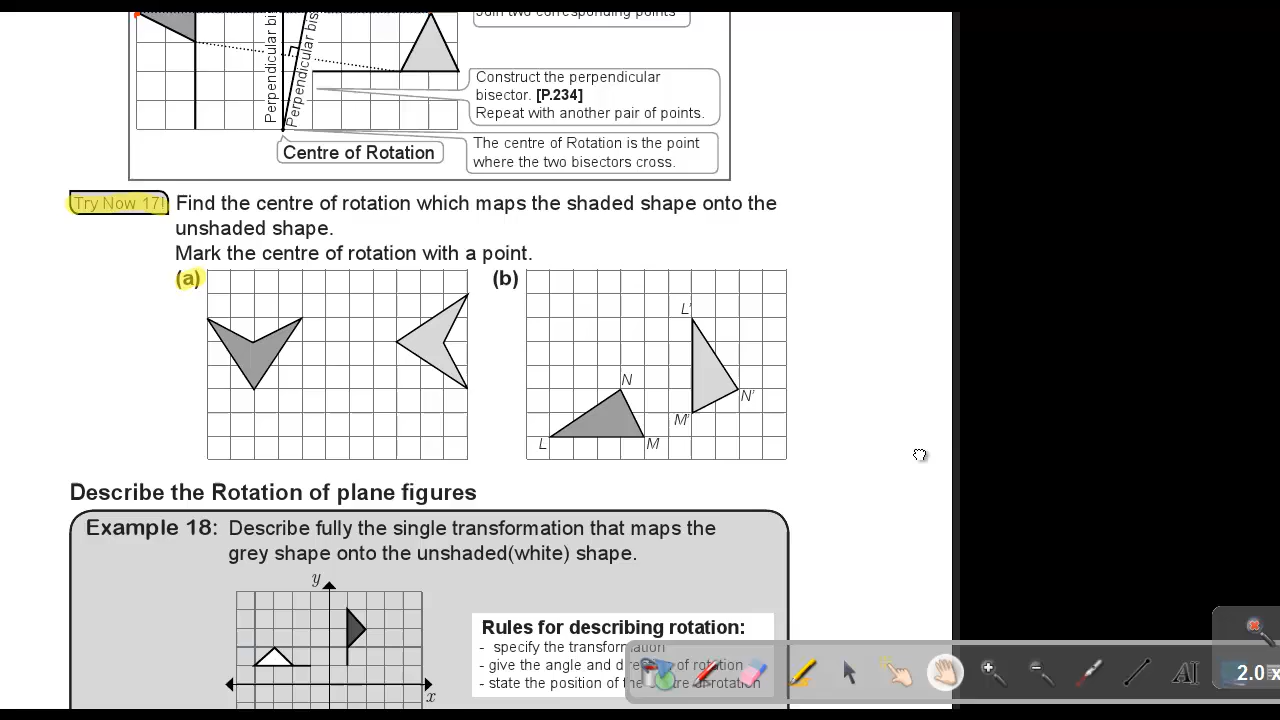 Join two corresponding points
Perpendicular bis
Perpendicular bi
Construct the perpendicular
bisector. [P.234]
Repeat with another pair of points.
The centre of Rotation is the point
where the two bisectors cross.
Centre of Rotation
Try Now 17! Find the centre of rotation which maps the shaded shape onto the
unshaded shape.
Mark the centre of rotation with a point.
(a)
(b)
L'
N
N'
M'
L
M
Describe the Rotation of plane figures
Example 18: Describe fully the single transformation that maps the
grey shape onto the unshaded(white) shape.
y
x
Rules for describing rotation:
- specify the transformation
- give the angle and direction of rotation
- state the position of the centre of rotation
AI
2.0 x